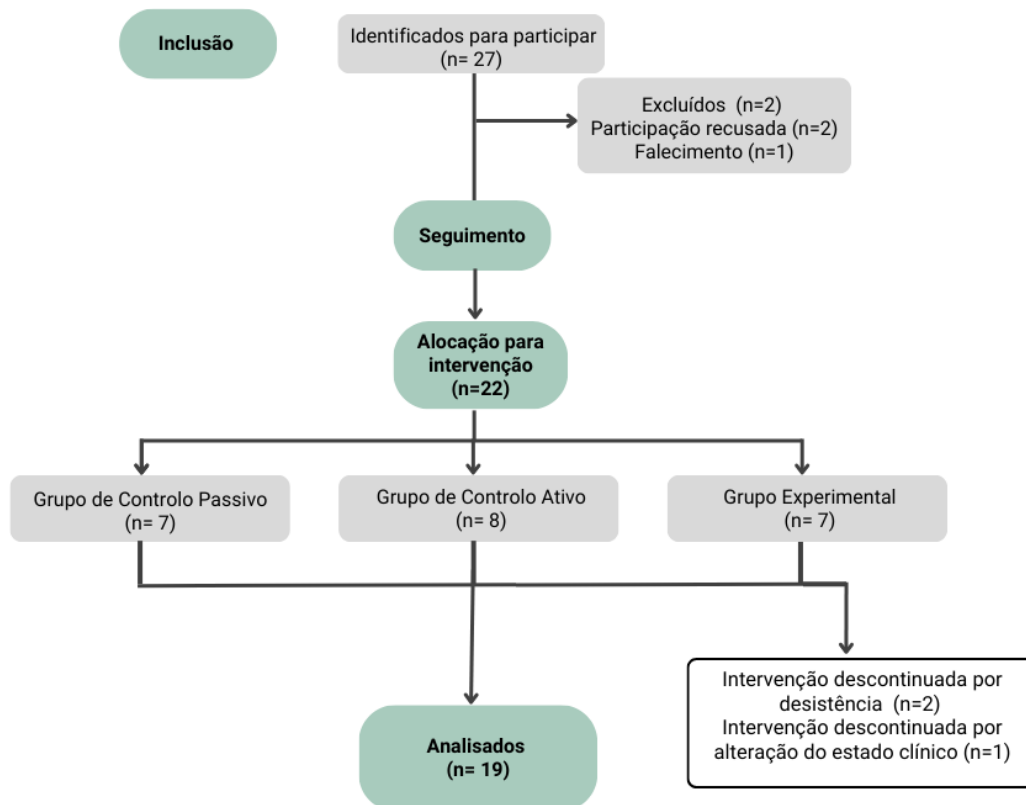 Inclusão
Identificados para participar
(n= 27)
Excluídos (n=2)
Participação recusada (n=2)
Falecimento (n=1)
Seguimento
Alocação para
intervenção
(n=22)
Grupo de Controlo Passivo
(n= 7)
Grupo de Controlo Ativo
(n= 8)
Grupo Experimental
(n= 7)
Intervenção descontinuada por
desistência (n=2)
Intervenção descontinuada por
alteração do estado clínico (n=1)
Analisados
(n= 19)